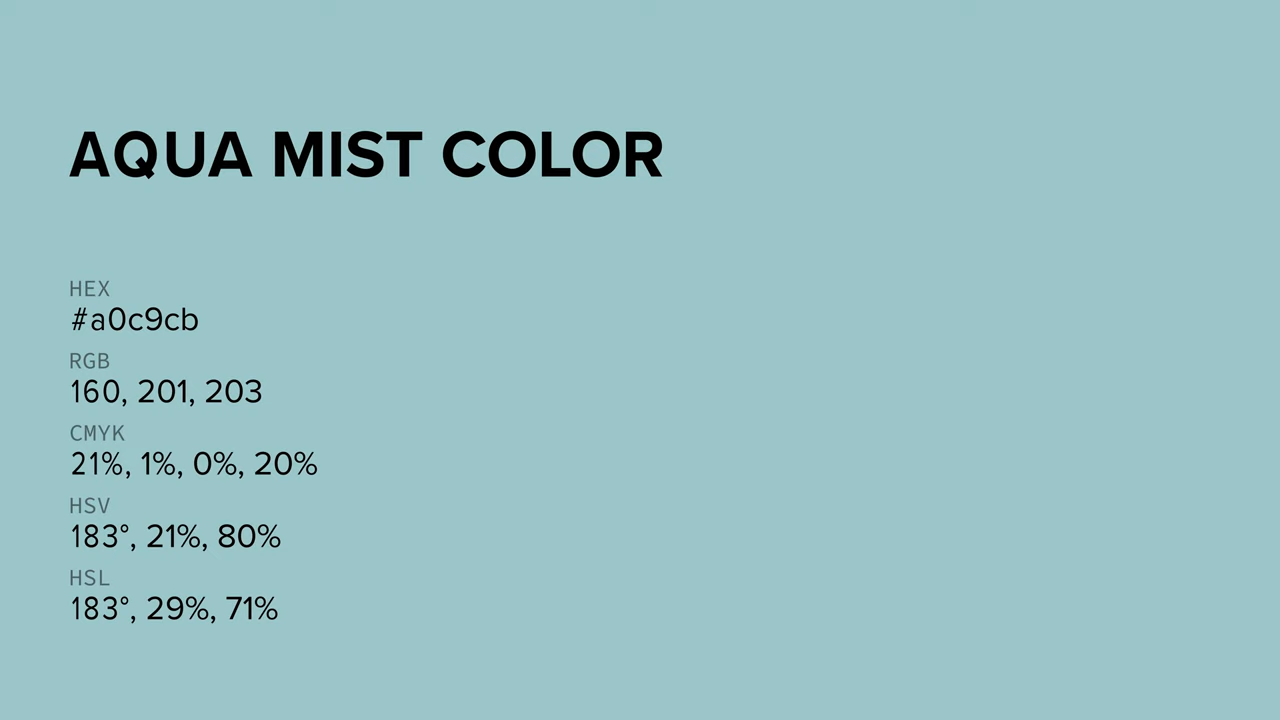 AQUA MIST COLOR
HEX
#a0c9cb
RGB
160, 201, 203
CMYK
21%, 1%, 0%, 20%
HSV
183°, 21%, 80%
HSL
183°, 29%, 71%